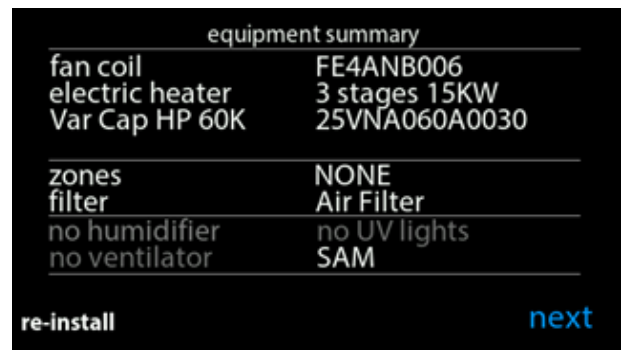 equipment summary
fan coil FE4ANB006
electric heater 3 stages 15KW
Var Cap HP 60K 25VNA060A0030
zones NONE
filter Air Filter
no humidifier no UV lights
no ventilator SAM
re-install next